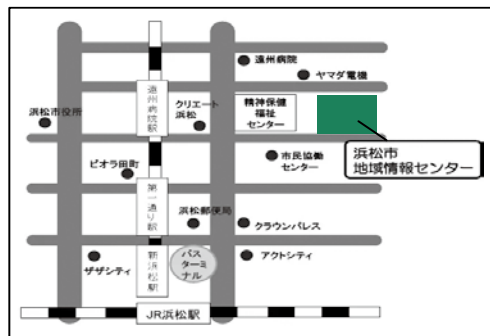 遠州病院
ヤマダ電機
遠州病院駅
クリエート
浜松
精神保健
福祉
センター
浜松市役所
浜松市
地域情報センター
市民協働
センター
ビオラ田町
第一通り駅
浜松郵便局
クラウンパレス
新浜松駅
バス
ターミ
ナル
アクトシティ
ザザシティ
JR浜松駅